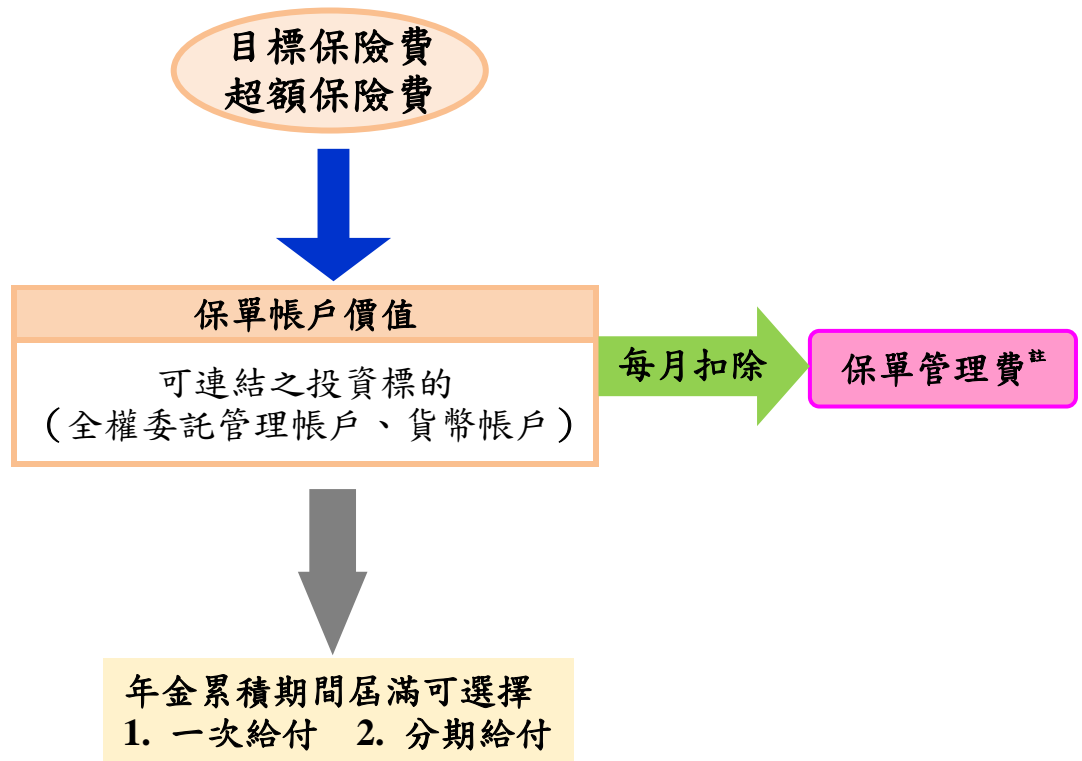 目標保險費
超額保險費
保單帳戶價值
可連結之投資標的
（全權委託管理帳戶、貨幣帳戶）
每月扣除
保單管理費註
年金累積期間屆滿可選擇
1. 一次給付 2. 分期給付